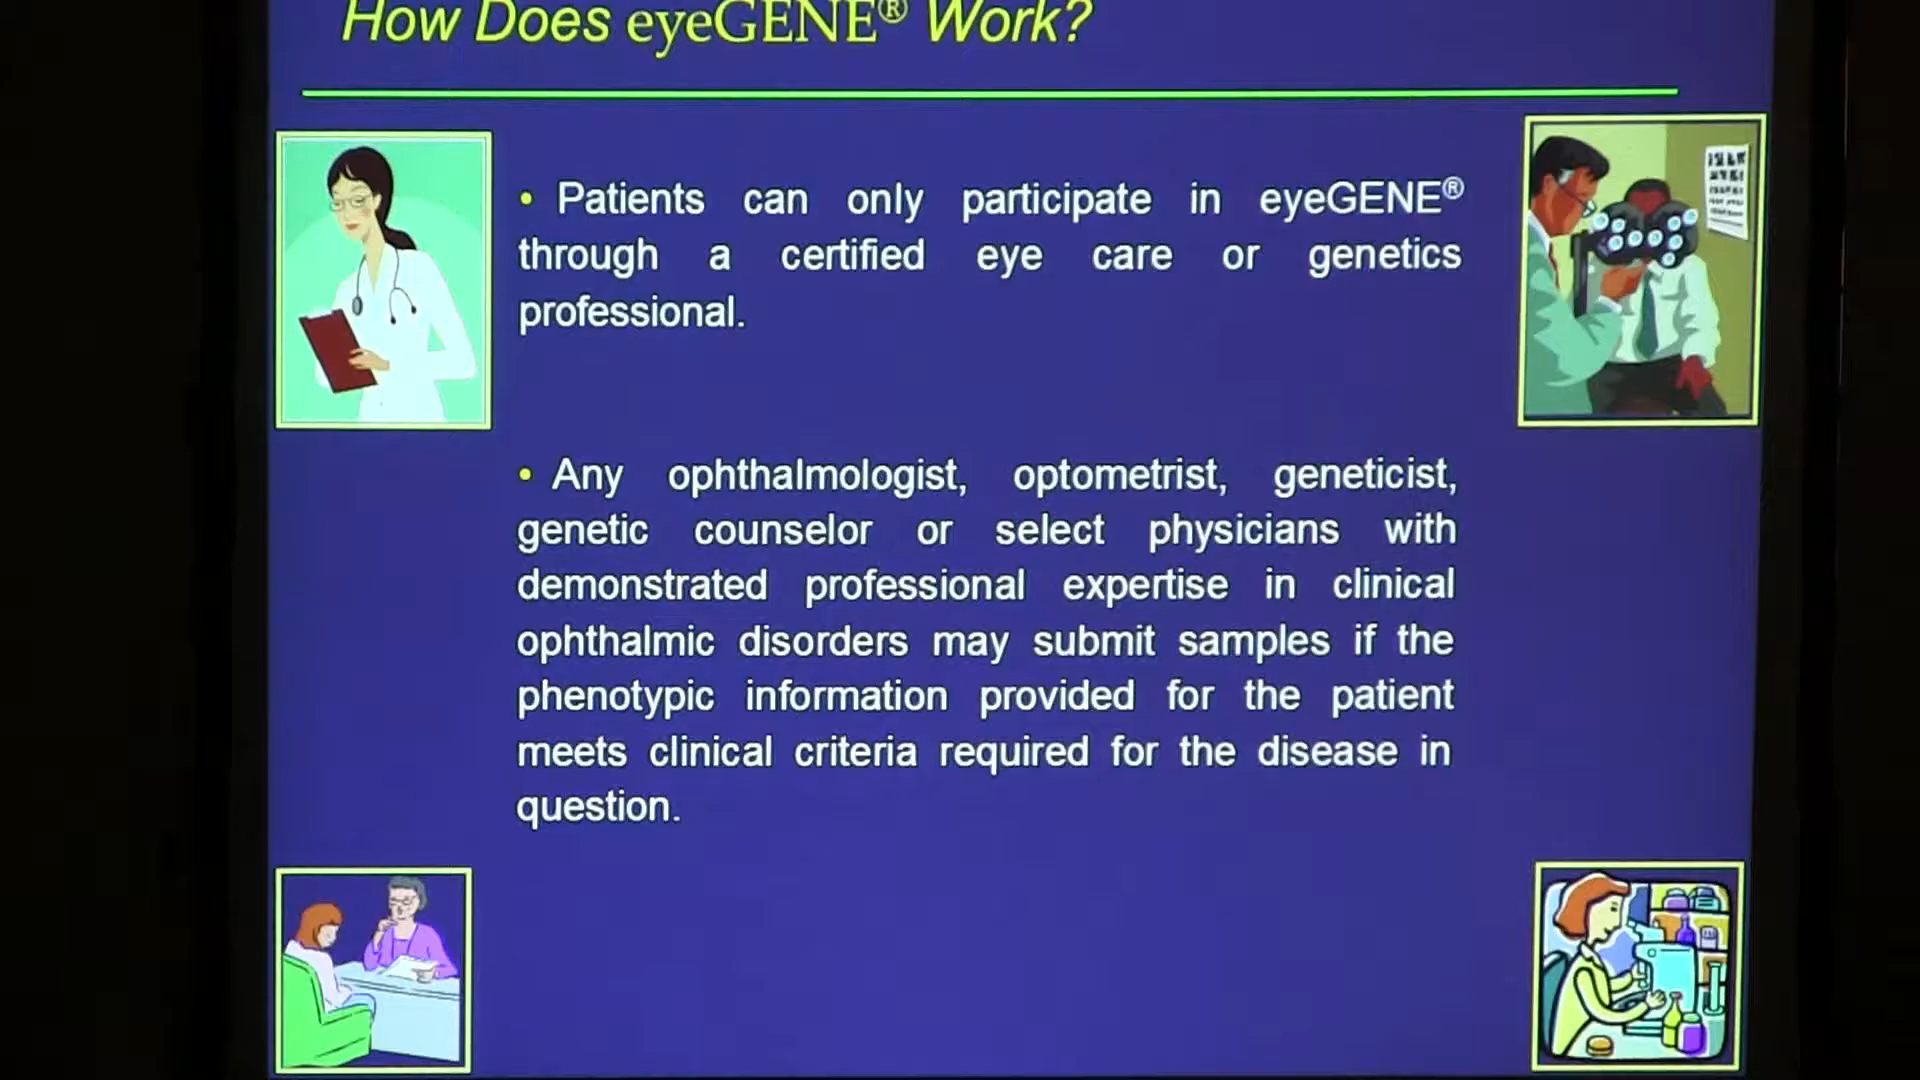 How Does eyeGENE® Work?
• Patients can only participate in eyeGENE®
through a certified eye care or genetics
professional.
• Any ophthalmologist, optometrist, geneticist,
genetic counselor or select physicians with
demonstrated professional expertise in clinical
ophthalmic disorders may submit samples if the
phenotypic information provided for the patient
meets clinical criteria required for the disease in
question.